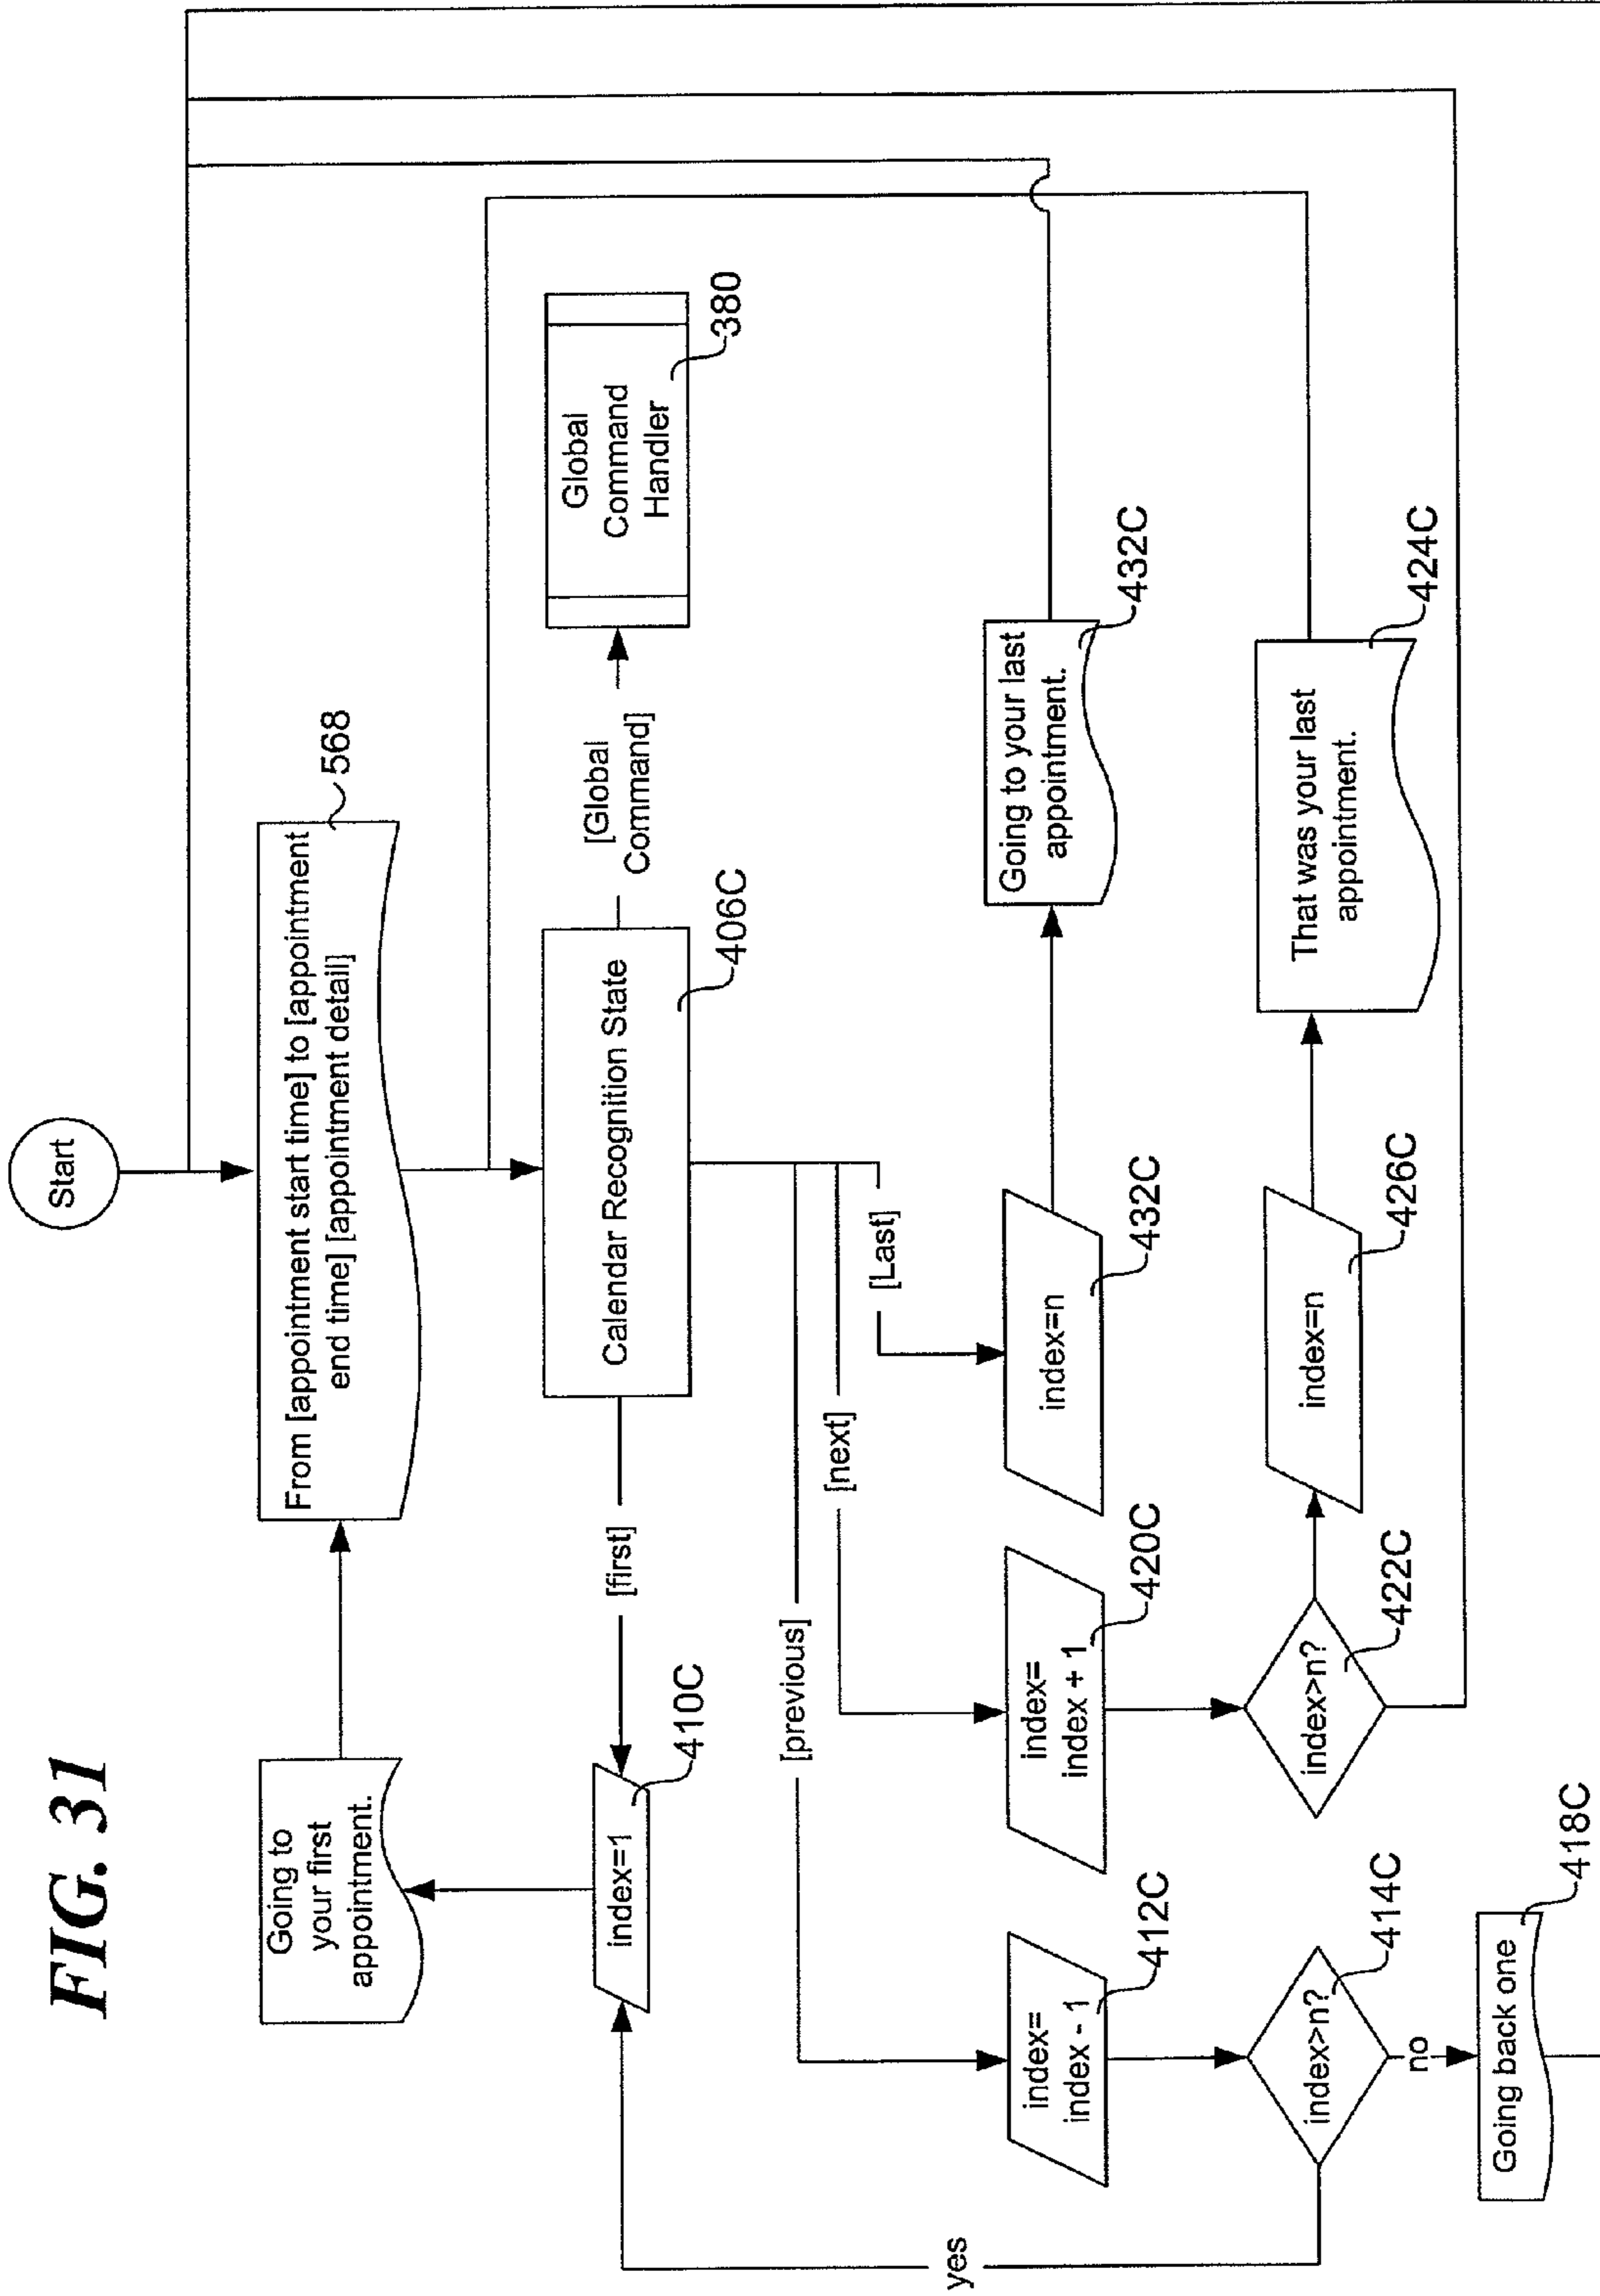 FIG. 31
Start
From [appointment start time] to [appointment
end time] [appointment detail]
568
Going to
your first
appointment.
index=1
410C
[first]
Calendar Recognition State
406C
[Global
Command]
Global
Command
Handler
380
[previous]
[next]
[Last]
index=
index - 1
412C
index=
index + 1
420C
index=n
432C
Going to your last
appointment.
432C
index>n?
414C
index>n?
422C
index=n
426C
That was your last
appointment.
424C
yes
no
Going back one
418C